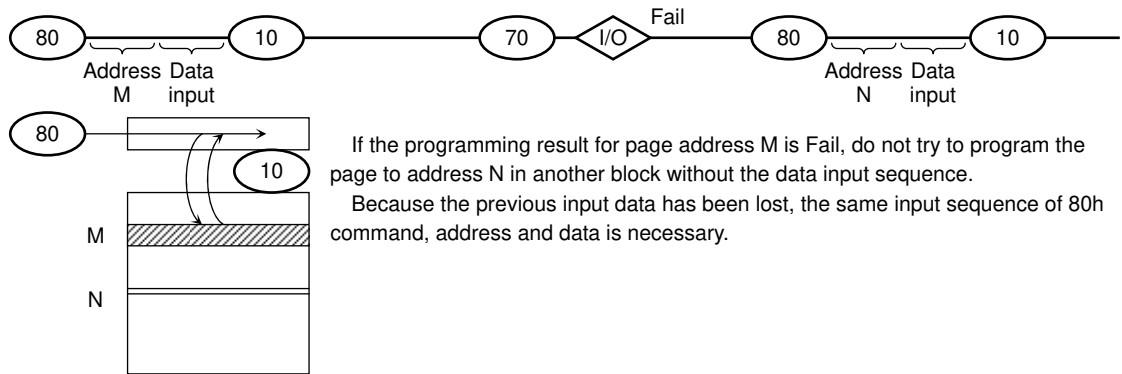 Fail
80 10 70 I/O 80 10
Address Data Address Data
M input N input
80
10
M
N
If the programming result for page address M is Fail, do not try to program the
page to address N in another block without the data input sequence.
Because the previous input data has been lost, the same input sequence of 80h
command, address and data is necessary.